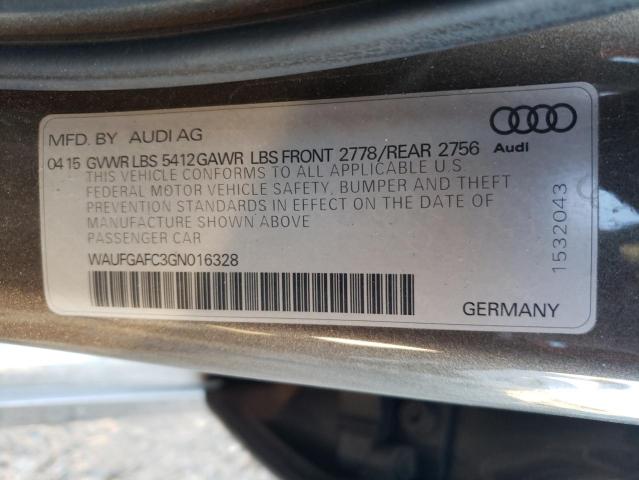 MFD. BY AUDI AG
04 15 GVWR LBS 5412 GAWR LBS FRONT 2778/REAR 2756
THIS VEHICLE CONFORMS TO ALL APPLICABLE U.S.
FEDERAL MOTOR VEHICLE SAFETY, BUMPER AND THEFT
PREVENTION STANDARDS IN EFFECT ON THE DATE OF
MANUFACTURE SHOWN ABOVE
PASSENGER CAR
WAUFGAFC3GN016328
Audi
1532043
GERMANY